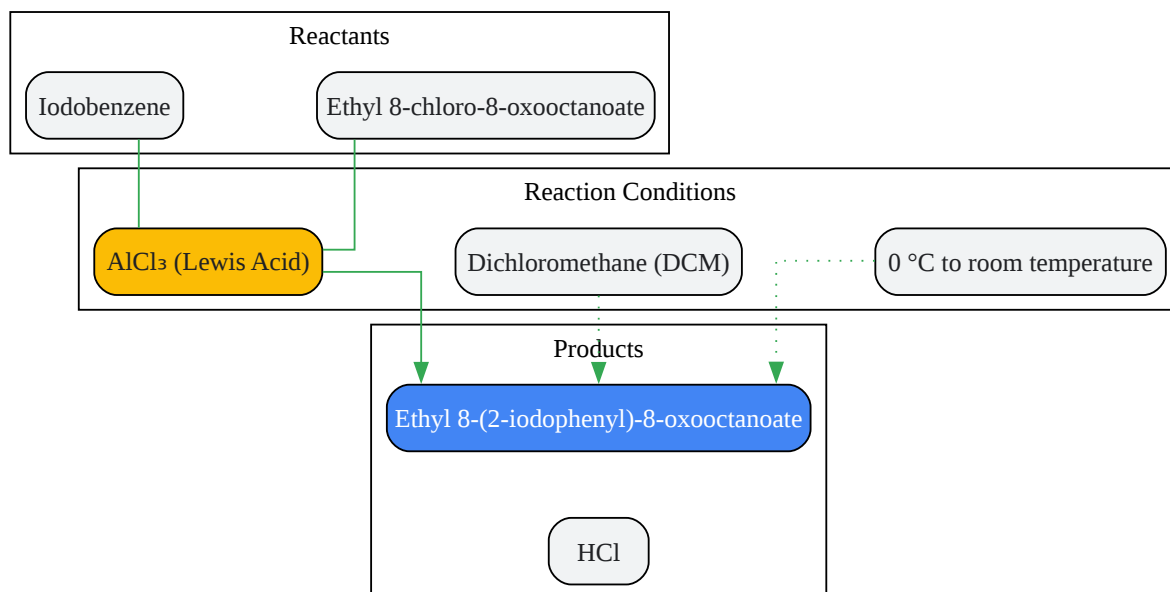 Reactants
Iodobenzene
Ethyl 8-chloro-8-oxooctanoate
Reaction Conditions
AlCl₃ (Lewis Acid)
Dichloromethane (DCM)
0 °C to room temperature
Products
Ethyl 8-(2-iodophenyl)-8-oxooctanoate
HCl